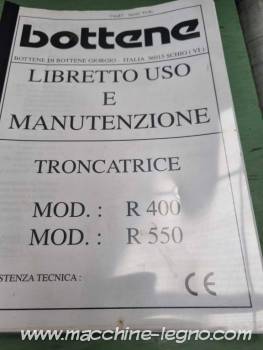 bottene
BOTTENE DI BOTTENE GIORGIO ITALIA 36015 SCHIO ( VI )
LIBRETTO USO
E
MANUTENZIONE
TRONCATRICE
MOD. : R 400
MOD. : R 550
STENZA TECNICA :
CE
www.macchine-legno.com